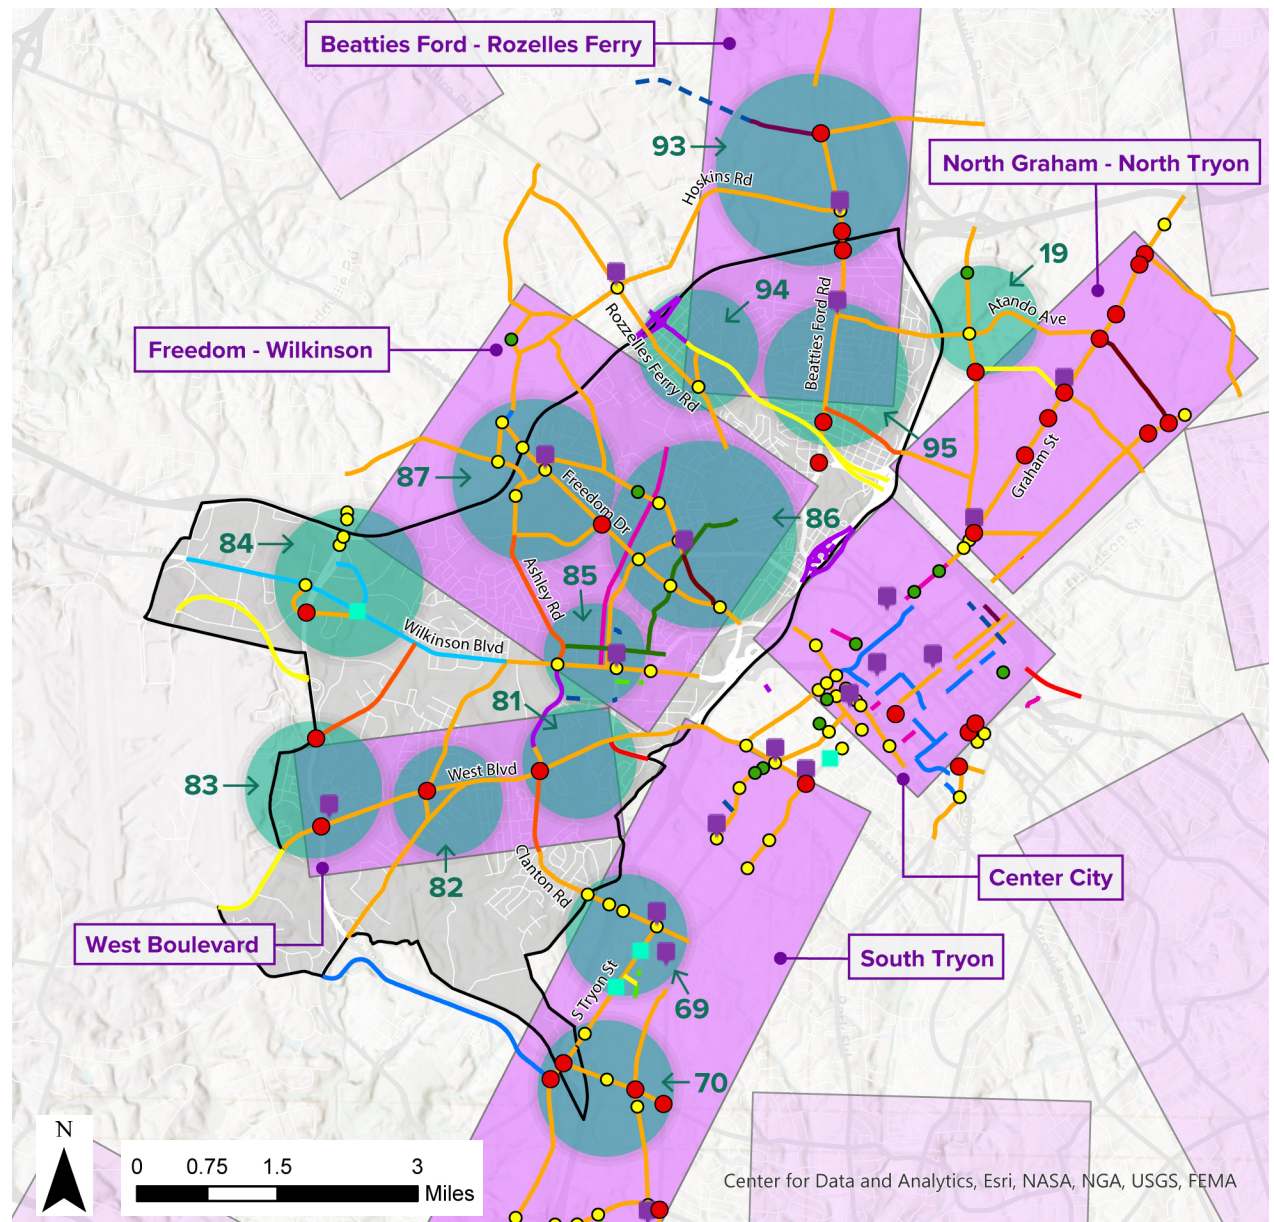 Beatties Ford - Rozelles Ferry
93
North Graham - North Tryon
Hoskins Rd
19
94
Atando Ave
Beatties Ford Rd
Rozzelles Ferry Rd
Freedom - Wilkinson
95
87
Graham St
Freedom Dr
86
84
85
Ashley Rd
Wilkinson Blvd
81
West Blvd
83
82
Clanton Rd
Center City
West Boulevard
South Tryon
S Tryon St
69
70
N
0 0.75 1.5 3
Miles
Center for Data and Analytics, Esri, NASA, NGA, USGS, FEMA